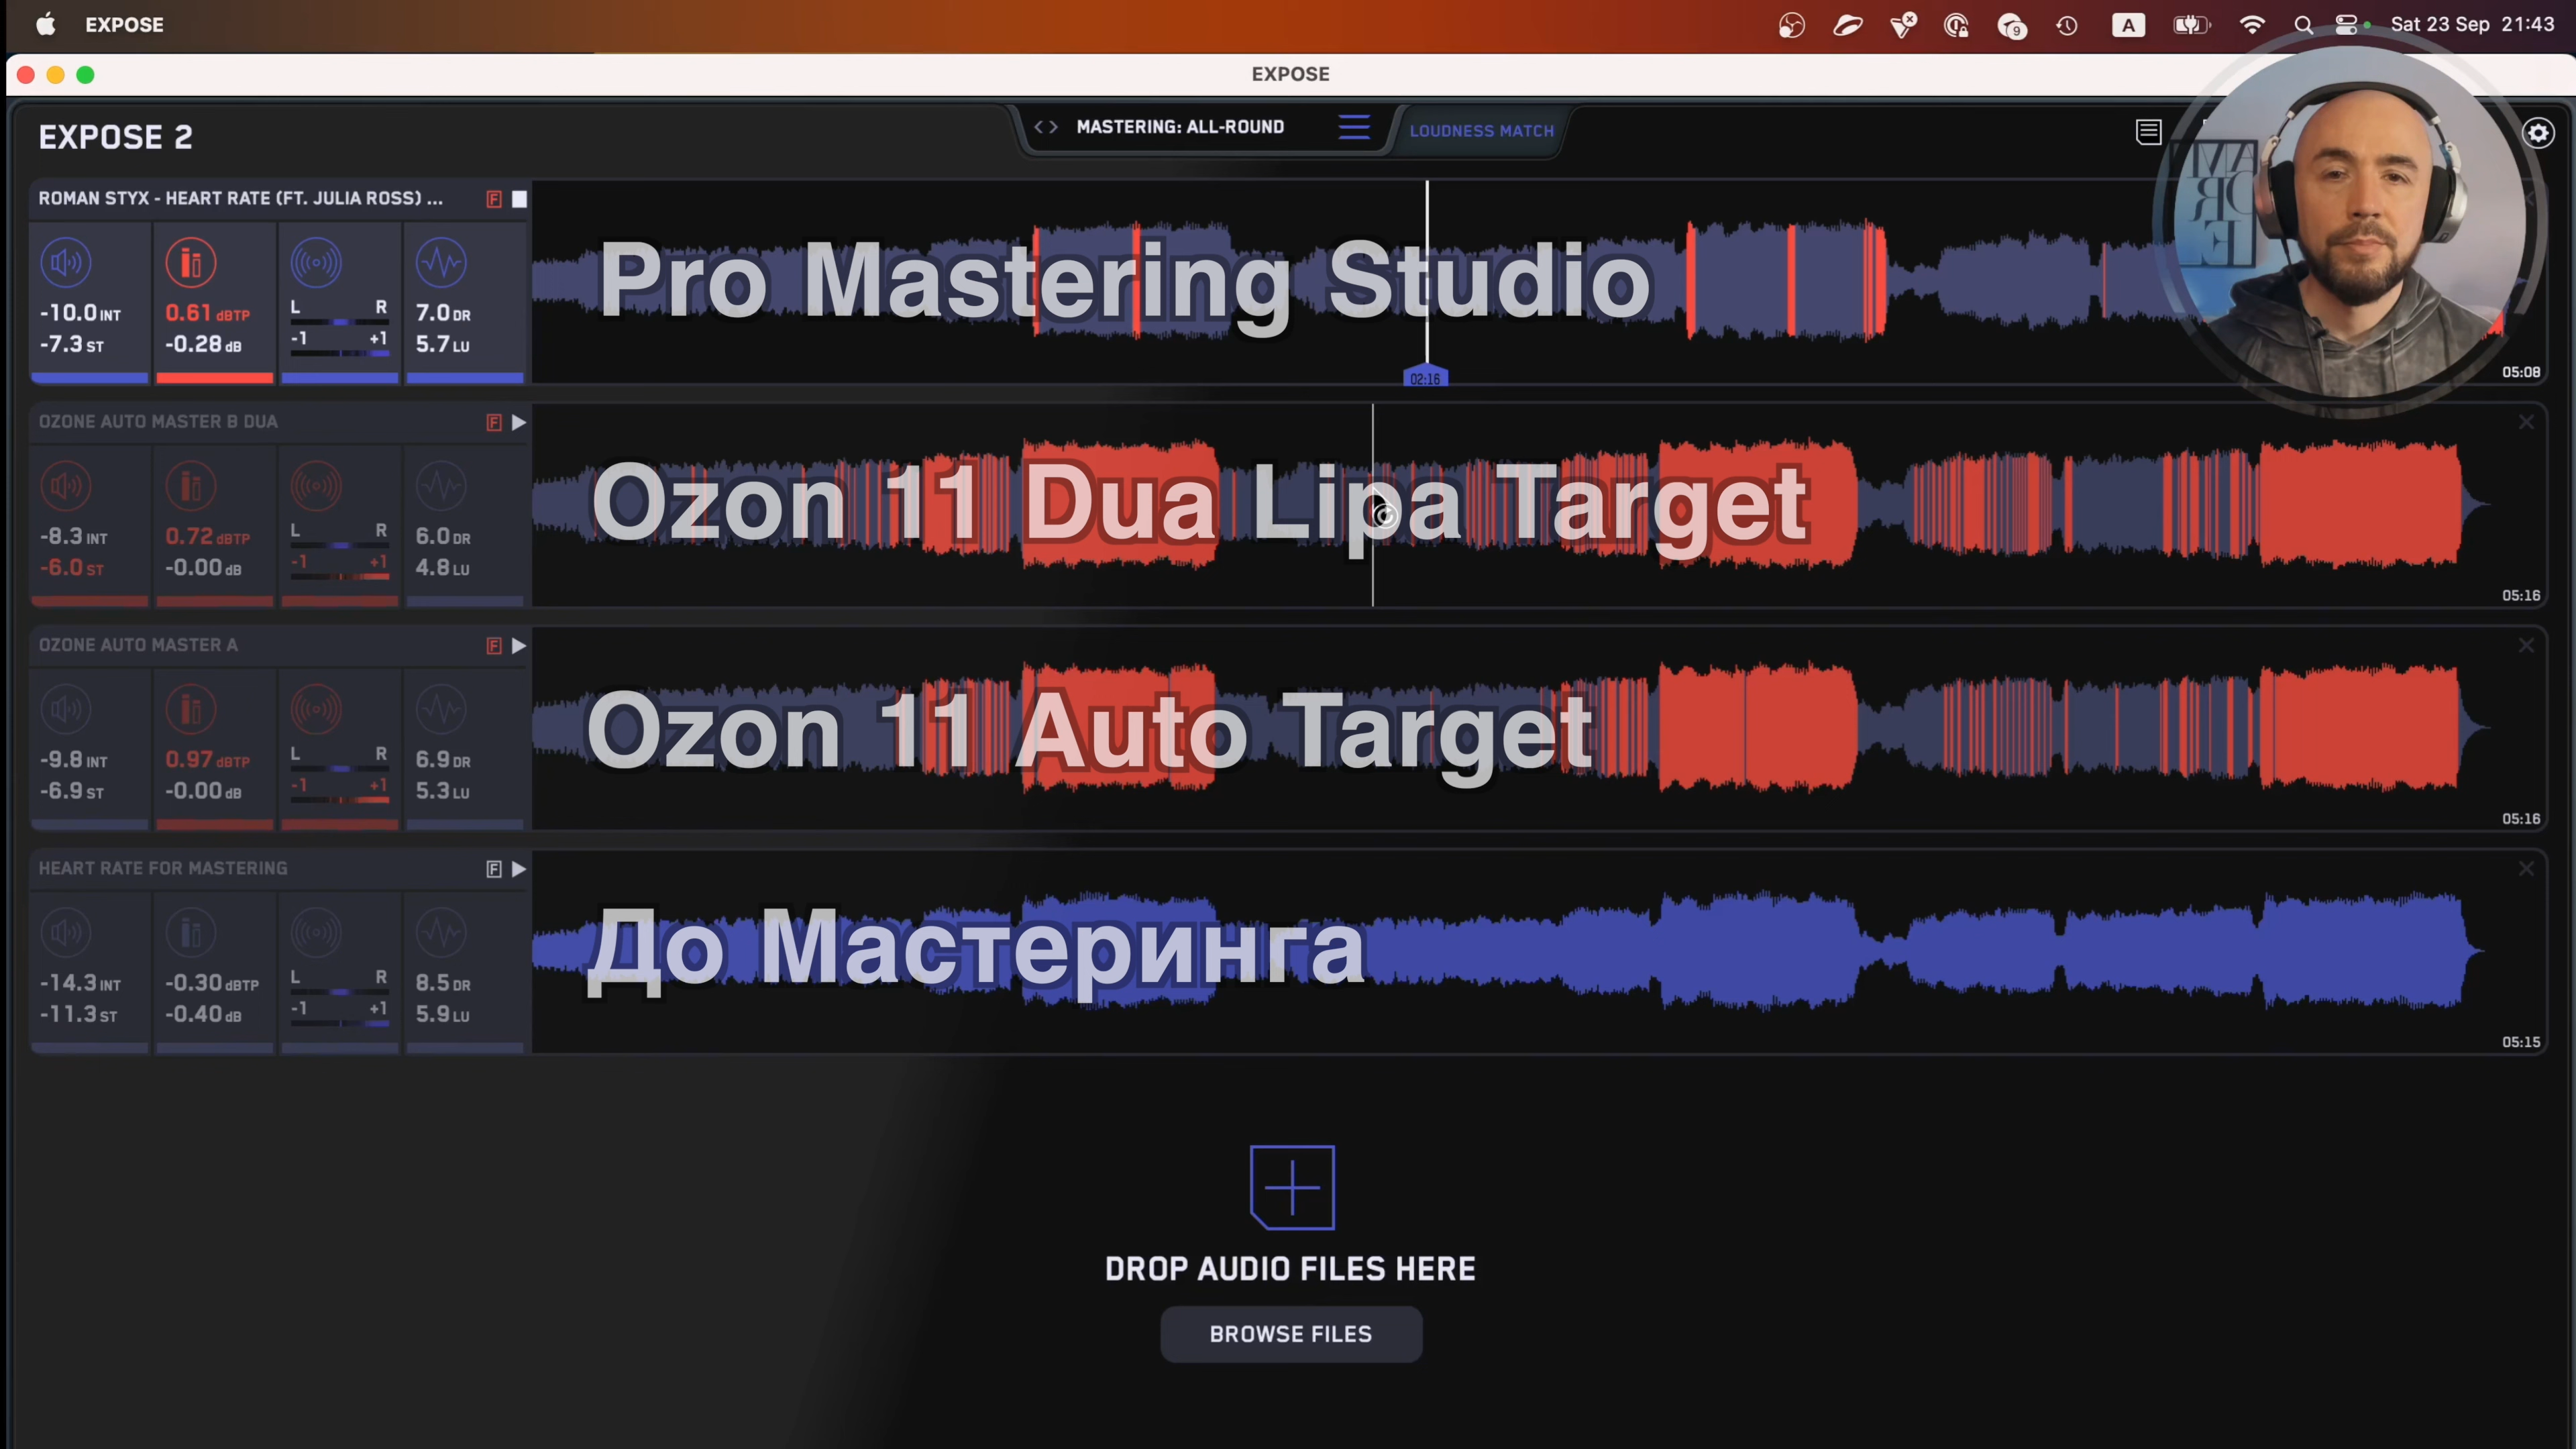 EXPOSE
A
9
Sat 23 Sep 21:43
EXPOSE
EXPOSE 2
<> MASTERING: ALL-ROUND
LOUDNESS MATCH
ROMAN STYX - HEART RATE (FT. JULIA ROSS) ... F
-10.0 INT 0.61 dBTP L R 7.0 DR
-7.3 ST -0.28 dB -1 +1 5.7 LU
Pro Mastering Studio
02:16
05:08
OZONE AUTO MASTER B DUA F
-8.3 INT 0.72 dBTP L R 6.0 DR
-6.0 ST -0.00 dB -1 +1 4.8 LU
Ozon 11 Dua Lipa Target
05:16
OZONE AUTO MASTER A F
-9.8 INT 0.97 dBTP L R 6.9 DR
-6.9 ST -0.00 dB -1 +1 5.3 LU
Ozon 11 Auto Target
05:16
HEART RATE FOR MASTERING F
-14.3 INT -0.30 dBTP L R 8.5 DR
-11.3 ST -0.40 dB -1 +1 5.9 LU
До Мастеринга
05:15
DROP AUDIO FILES HERE
BROWSE FILES